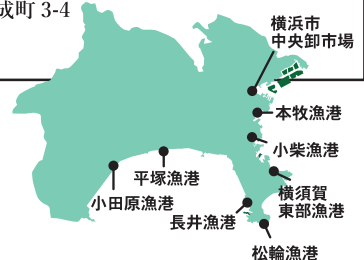 成町 3-4
横浜市
中央卸市場
本牧漁港
小柴漁港
平塚漁港
横須賀
東部漁港
小田原漁港
長井漁港
松輪漁港